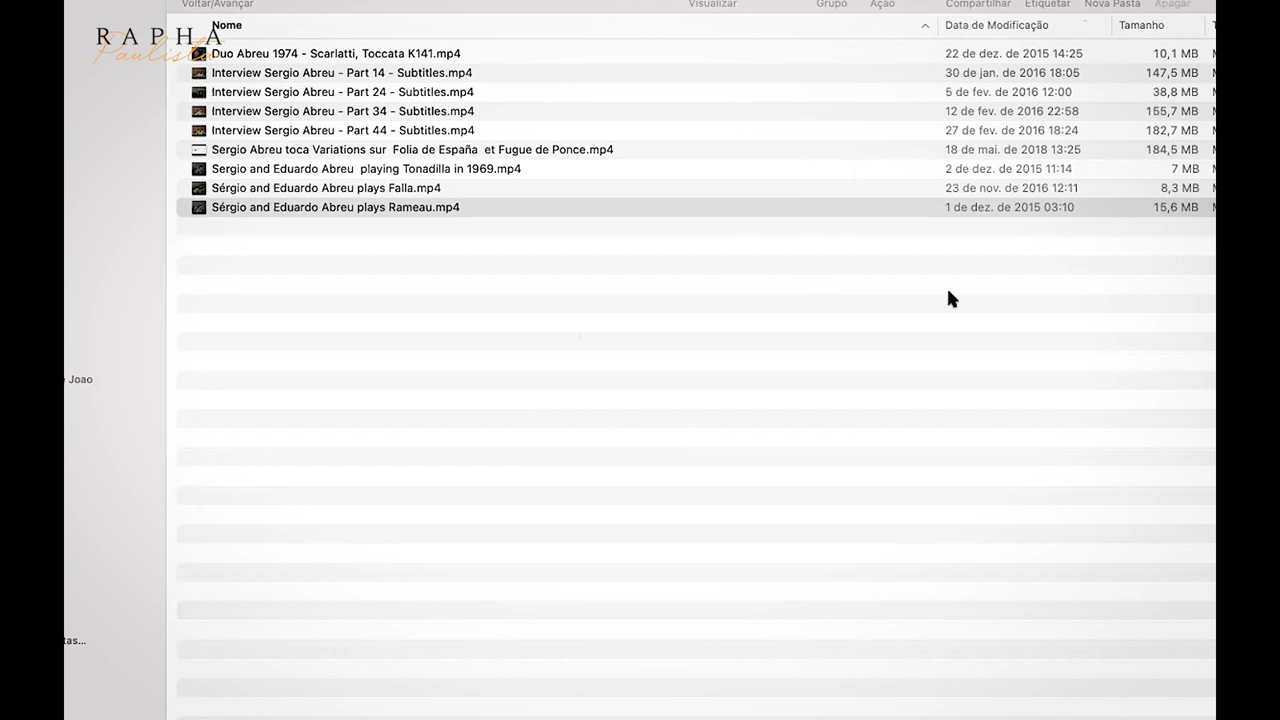 Voltar/Avançar Visualizar Grupo Ação Compartilhar Etiquetar Nova Pasta Apagar
RAPHA
Paulista
Nome Data de Modificação Tamanho
Duo Abreu 1974 - Scarlatti, Toccata K141.mp4 22 de dez. de 2015 14:25 10,1 MB
Interview Sergio Abreu - Part 14 - Subtitles.mp4 30 de jan. de 2016 18:05 147,5 MB
Interview Sergio Abreu - Part 24 - Subtitles.mp4 5 de fev. de 2016 12:00 38,8 MB
Interview Sergio Abreu - Part 34 - Subtitles.mp4 12 de fev. de 2016 22:58 155,7 MB
Interview Sergio Abreu - Part 44 - Subtitles.mp4 27 de fev. de 2016 18:24 182,7 MB
Sergio Abreu toca Variations sur Folia de España et Fugue de Ponce.mp4 18 de mai. de 2018 13:25 184,5 MB
Sergio and Eduardo Abreu playing Tonadilla in 1969.mp4 2 de dez. de 2015 11:14 7 MB
Sérgio and Eduardo Abreu plays Falla.mp4 23 de nov. de 2016 12:11 8,3 MB
Sérgio and Eduardo Abreu plays Rameau.mp4 1 de dez. de 2015 03:10 15,6 MB
Joao
tas...